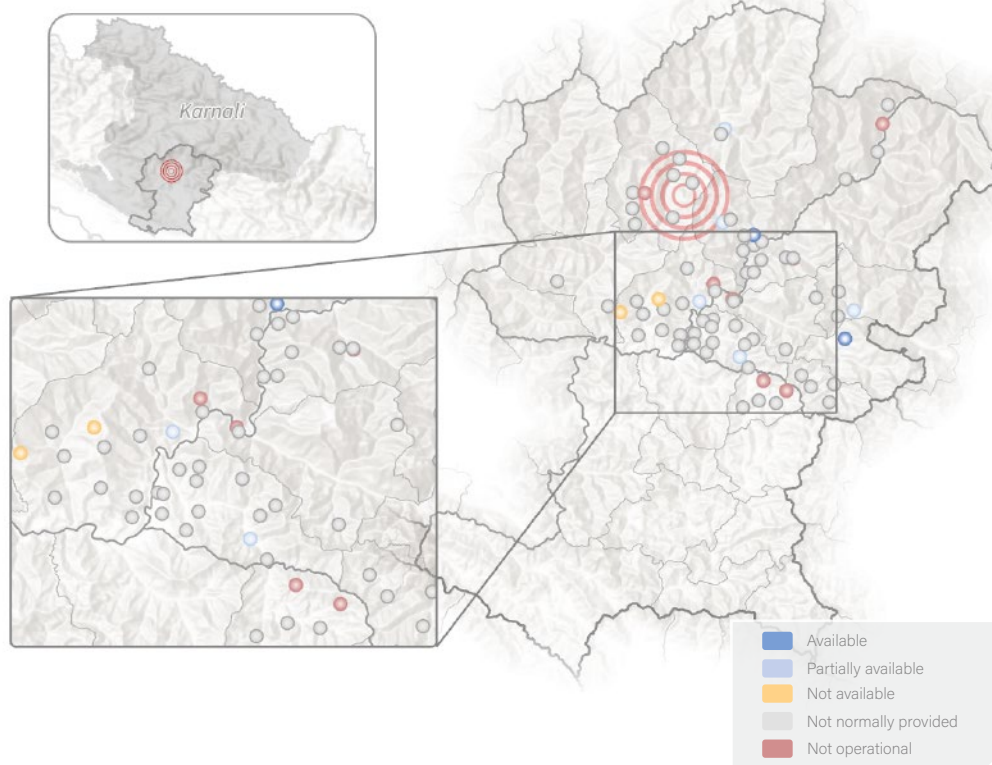 Karnali
Available
Partially available
Not available
Not normally provided
Not operational